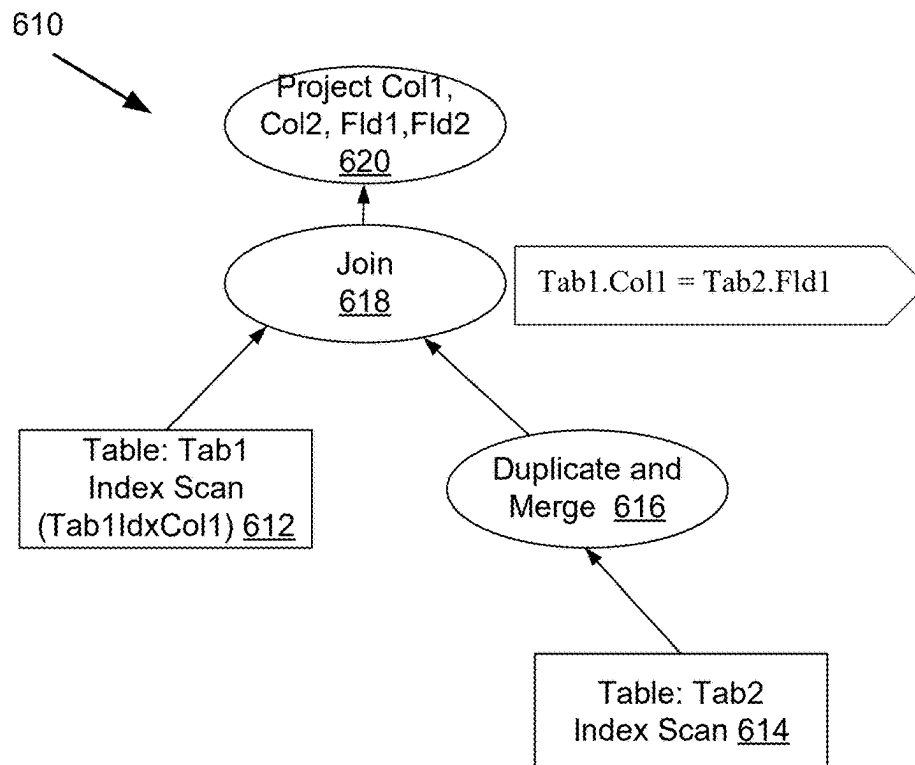 610
Project Col1,
Col2, Fld1,Fld2
620
Join
618
Tab1.Col1 = Tab2.Fld1
Table: Tab1
Index Scan
(Tab1IdxCol1) 612
Duplicate and
Merge 616
Table: Tab2
Index Scan 614